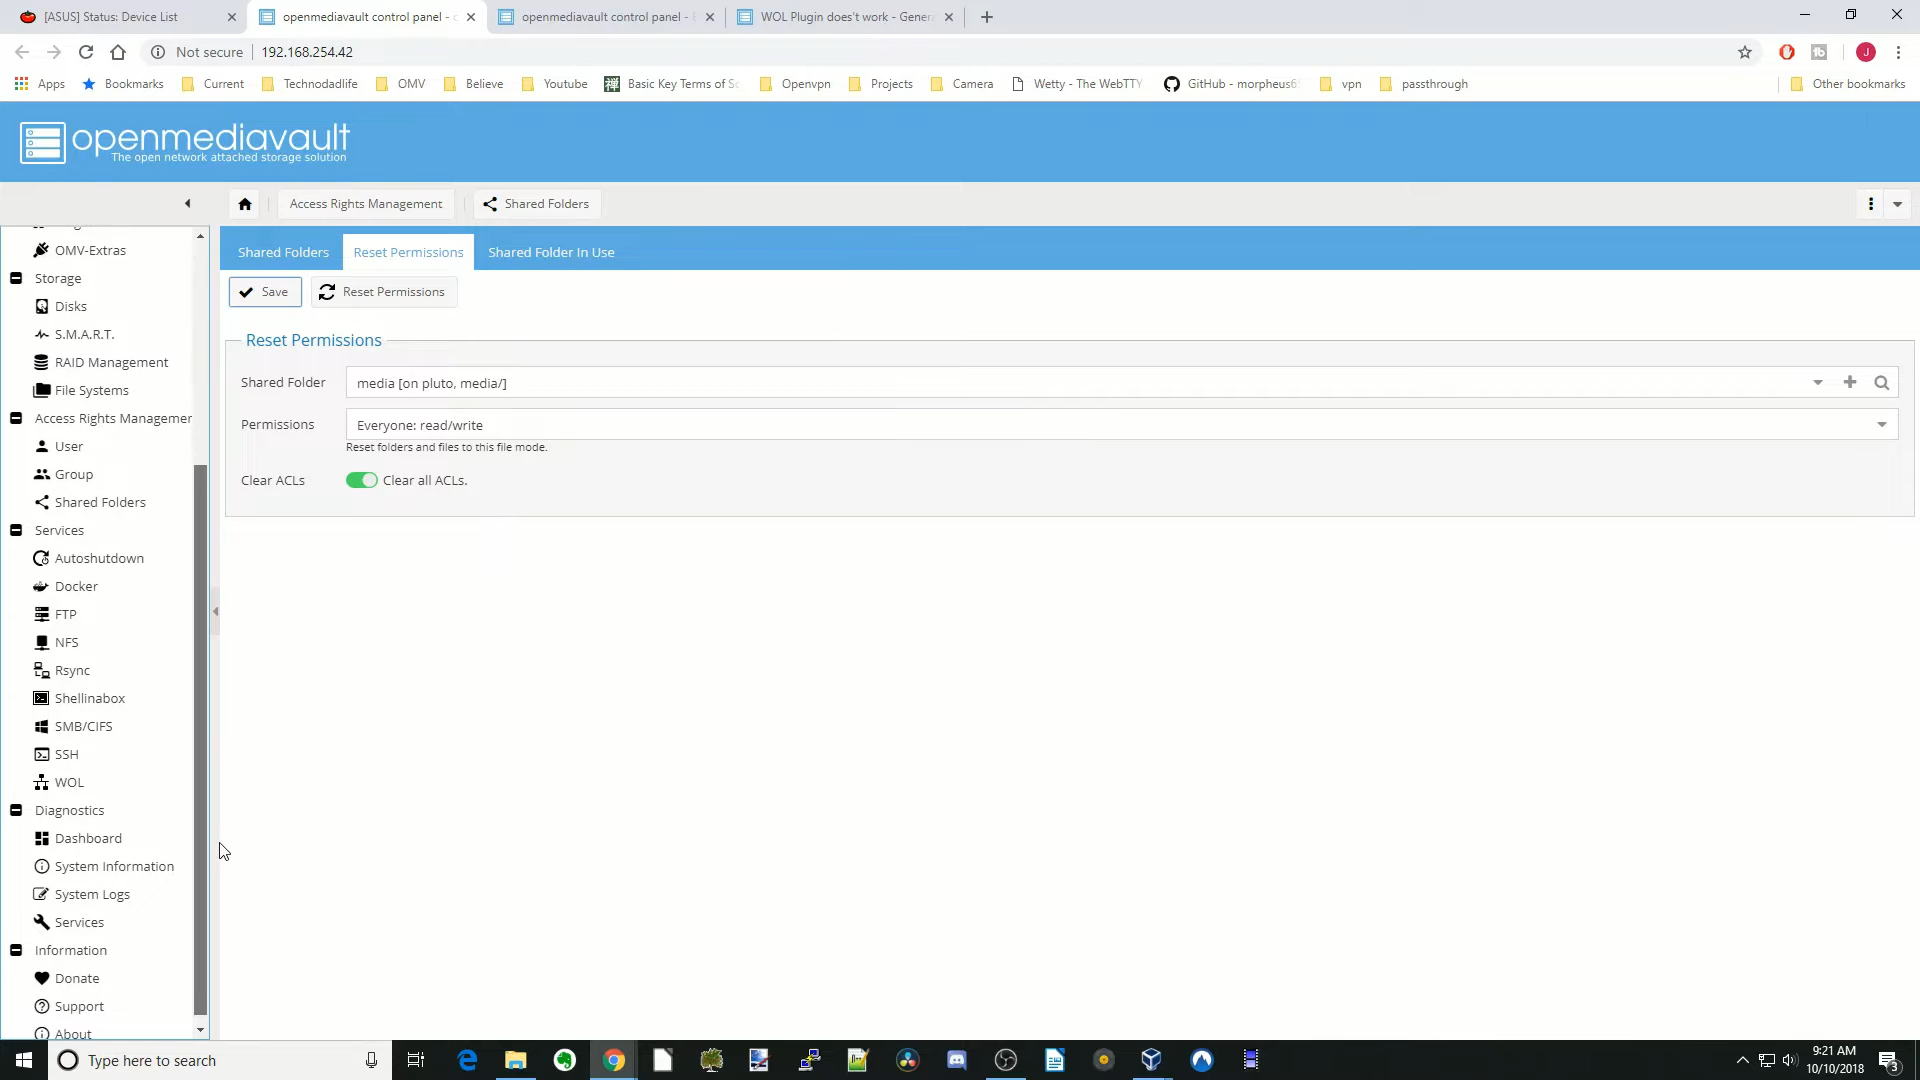 [ASUS] Status: Device List
openmediavault control panel -
openmediavault control panel -
WOL Plugin does't work - Gener
Not secure
192.168.254.42
Apps
Bookmarks
Current
Technodadlife
OMV
Believe
Youtube
Basic Key Terms of Sc
Openvpn
Projects
Camera
Wetty - The WebTTY
GitHub - morpheus6
vpn
passthrough
Other bookmarks
openmediavault
The open network attached storage solution
Access Rights Management
Shared Folders
OMV-Extras
Storage
Disks
S.M.A.R.T.
RAID Management
File Systems
Access Rights Managemen
User
Group
Shared Folders
Services
Autoshutdown
Docker
FTP
NFS
Rsync
Shellinabox
SMB/CIFS
SSH
WOL
Diagnostics
Dashboard
System Information
System Logs
Services
Information
Donate
Support
About
Shared Folders
Reset Permissions
Shared Folder In Use
Save
Reset Permissions
Reset Permissions
Shared Folder
media [on pluto, media/]
Permissions
Everyone: read/write
Reset folders and files to this file mode.
Clear ACLs
Clear all ACLs.
Type here to search
9:21 AM
10/10/2018
3